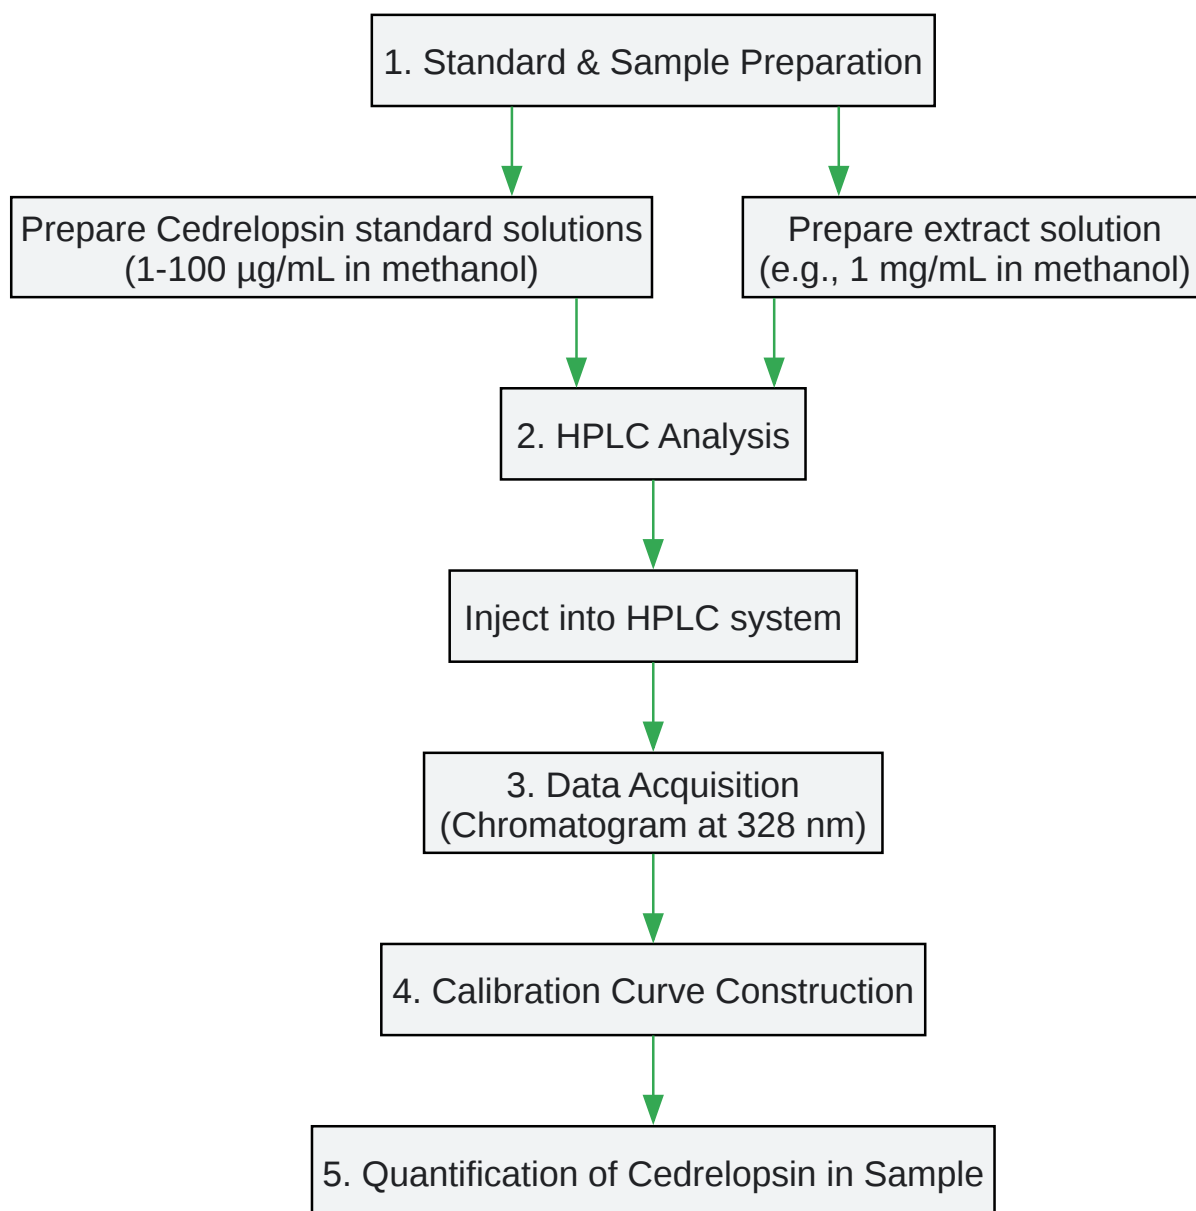 1. Standard & Sample Preparation
Prepare Cedrelopsin standard solutions
(1-100 µg/mL in methanol)
Prepare extract solution
(e.g., 1 mg/mL in methanol)
2. HPLC Analysis
Inject into HPLC system
3. Data Acquisition
(Chromatogram at 328 nm)
4. Calibration Curve Construction
5. Quantification of Cedrelopsin in Sample